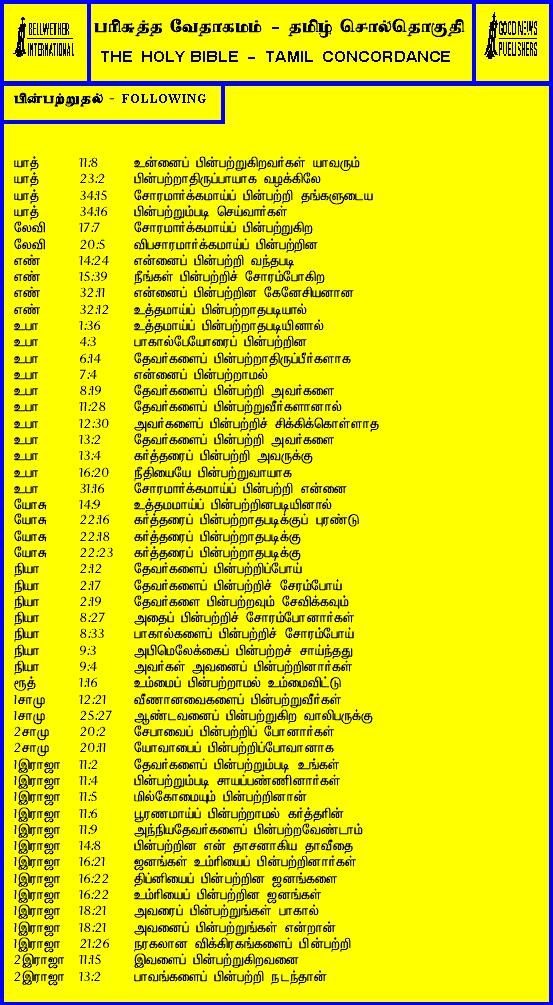 BELLWETHER
INTERNATIONAL
பரிசுத்த வேதாகமம் - தமிழ் சொல்தொகுதி
THE HOLY BIBLE - TAMIL CONCORDANCE
GOOD NEWS
PUBLISHERS
பின்பற்றுதல் - FOLLOWING
யாத் 11:8 உன்னைப் பின்பற்றுகிறவர்கள் யாவரும்
யாத் 23:2 பின்பற்றாதிருப்பாயாக வழக்கிலே
யாத் 34:15 சோரமார்க்கமாய்ப் பின்பற்றி தங்களுடைய
யாத் 34:16 பின்பற்றும்படி செய்வார்கள்
லேவி 17:7 சோரமார்க்கமாய்ப் பின்பற்றுகிற
லேவி 20:5 விபசாரமார்க்கமாய்ப் பின்பற்றின
எண் 14:24 என்னைப் பின்பற்றி வந்தபடி
எண் 15:39 நீங்கள் பின்பற்றிச் சோரம்போகிற
எண் 32:11 என்னைப் பின்பற்றின கேனேசியனான
எண் 32:12 உத்தமாய்ப் பின்பற்றாதபடியால்
உபா 1:36 உத்தமாய்ப் பின்பற்றாதபடியினால்
உபா 4:3 பாகால்பேயோரைப் பின்பற்றின
உபா 6:14 தேவர்களைப் பின்பற்றாதிருப்பீர்களாக
உபா 7:4 என்னைப் பின்பற்றாமல்
உபா 8:19 தேவர்களைப் பின்பற்றி அவர்களை
உபா 11:28 தேவர்களைப் பின்பற்றுவீர்களானால்
உபா 12:30 அவர்களைப் பின்பற்றிச் சிக்கிக்கொள்ளாத
உபா 13:2 தேவர்களைப் பின்பற்றி அவர்களை
உபா 13:4 கர்த்தரைப் பின்பற்றி அவருக்கு
உபா 16:20 நீதியையே பின்பற்றுவாயாக
உபா 31:16 சோரமார்க்கமாய்ப் பின்பற்றி என்னை
யோசு 14:9 உத்தமமாய்ப் பின்பற்றினபடியினால்
யோசு 22:16 கர்த்தரைப் பின்பற்றாதபடிக்குப் புரண்டு
யோசு 22:18 கர்த்தரைப் பின்பற்றாதபடிக்கு
யோசு 22:23 கர்த்தரைப் பின்பற்றாதபடிக்கு
நியா 2:12 தேவர்களைப் பின்பற்றிப்போய்
நியா 2:17 தேவர்களைப் பின்பற்றிச் சேரம்போய்
நியா 2:19 தேவர்களை பின்பற்றவும் சேவிக்கவும்
நியா 8:27 அதைப் பின்பற்றிச் சோரம்போனார்கள்
நியா 8:33 பாகால்களைப் பின்பற்றிச் சோரம்போய்
நியா 9:3 அபிமெலேக்கைப் பின்பற்றச் சாய்ந்தது
நியா 9:4 அவர்கள் அவனைப் பின்பற்றினார்கள்
ரூத் 1:16 உம்மைப் பின்பற்றாமல் உம்மைவிட்டு
1சாமு 12:21 வீணானவைகளைப் பின்பற்றுவீர்கள்
1சாமு 25:27 ஆண்டவனைப் பின்பற்றுகிற வாலிபருக்கு
2சாமு 20:2 சேபாவைப் பின்பற்றிப் போனார்கள்
2சாமு 20:11 யோவாபைப் பின்பற்றிப்போவானாக
1இராஜா 11:2 தேவர்களைப் பின்பற்றும்படி உங்கள்
1இராஜா 11:4 பின்பற்றும்படி சாயப்பண்ணினார்கள்
1இராஜா 11:5 மில்கோமையும் பின்பற்றினான்
1இராஜா 11:6 பூரணமாய்ப் பின்பற்றாமல் கர்த்தரின்
1இராஜா 11:9 அந்நியதேவர்களைப் பின்பற்றவேண்டாம்
1இராஜா 14:8 பின்பற்றின என் தாசனாகிய தாவீதை
1இராஜா 16:21 ஜனங்கள் உம்ரியைப் பின்பற்றினார்கள்
1இராஜா 16:22 திப்னியைப் பின்பற்றின ஜனங்களை
1இராஜா 16:22 உம்ரியைப் பின்பற்றின ஜனங்கள்
1இராஜா 18:21 அவரைப் பின்பற்றுங்கள் பாகால்
1இராஜா 18:21 அவனைப் பின்பற்றுங்கள் என்றான்
1இராஜா 21:26 நரகலான விக்கிரகங்களைப் பின்பற்றி
2இராஜா 11:15 இவளைப் பின்பற்றுகிறவனை
2இராஜா 13:2 பாவங்களைப் பின்பற்றி நடந்தான்